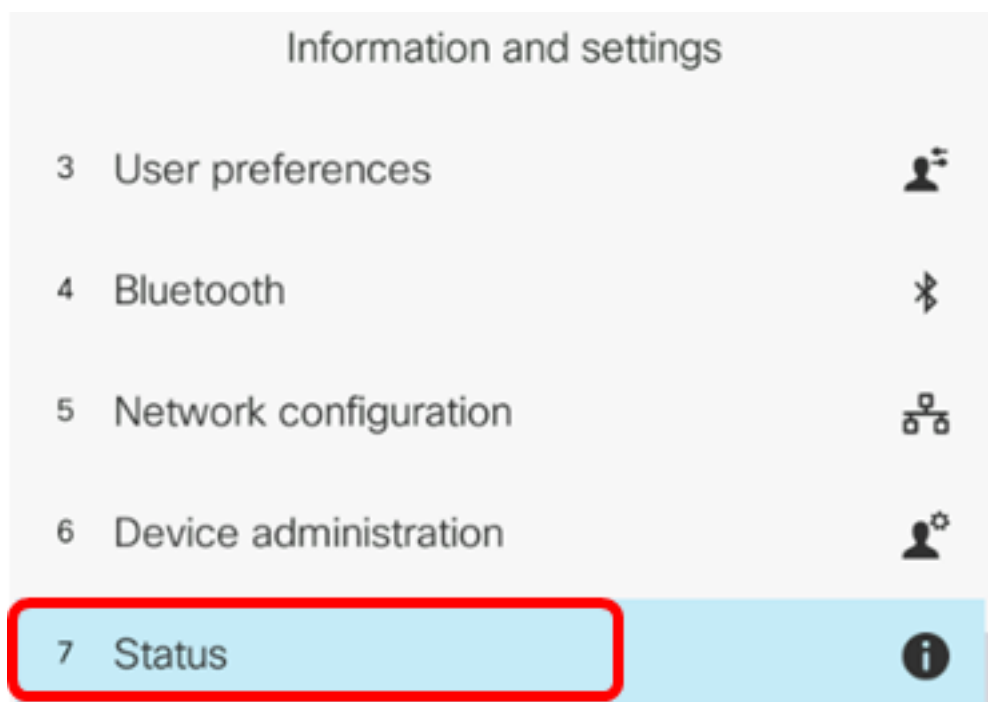 Information and settings
3 User preferences
4 Bluetooth
5 Network configuration
6 Device administration
7 Status